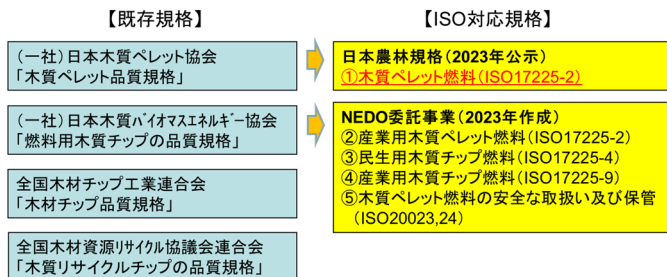 【既存規格】
【ISO対応規格】
（一社）日本木質ペレット協会
「木質ペレット品質規格」
日本農林規格（2023年公示）
①木質ペレット燃料（ISO17225-2）
（一社）日本木質ﾊﾞｲｵﾏｽｴﾈﾙｷﾞｰ協会
「燃料用木質チップの品質規格」
NEDO委託事業（2023年作成）
②産業用木質ペレット燃料（ISO17225-2）
③民生用木質チップ燃料（ISO17225-4）
④産業用木質チップ燃料（ISO17225-9）
⑤木質ペレット燃料の安全な取扱い及び保管
（ISO20023,24）
全国木材チップ工業連合会
「木材チップ品質規格」
全国木材資源ﾘｻｲｸﾙ協議会連合会
「木質リサイクルチップの品質規格」